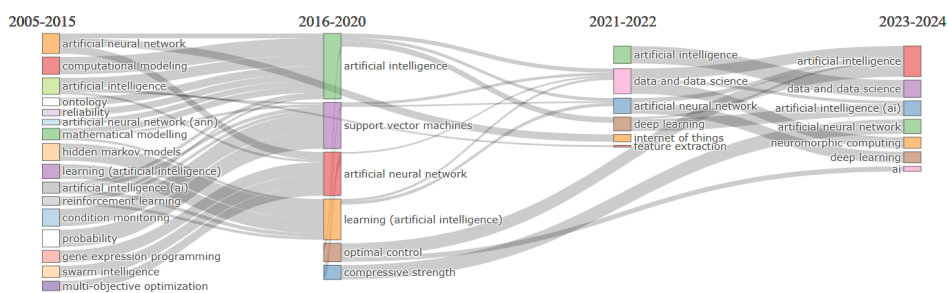 2005-2015
2016-2020
2021-2022
2023-2024
artificial neural network
computational modeling
artificial intelligence
ontology
reliability
artificial neural network (ann)
mathematical modelling
hidden markov models
learning (artificial intelligence)
artificial intelligence (ai)
reinforcement learning
condition monitoring
probability
gene expression programming
swarm intelligence
multi-objective optimization
artificial intelligence
support vector machines
artificial neural network
learning (artificial intelligence)
optimal control
compressive strength
artificial intelligence
data and data science
artificial neural network
deep learning
internet of things
feature extraction
artificial intelligence
data and data science
artificial intelligence (ai)
artificial neural network
neuromorphic computing
deep learning
ai